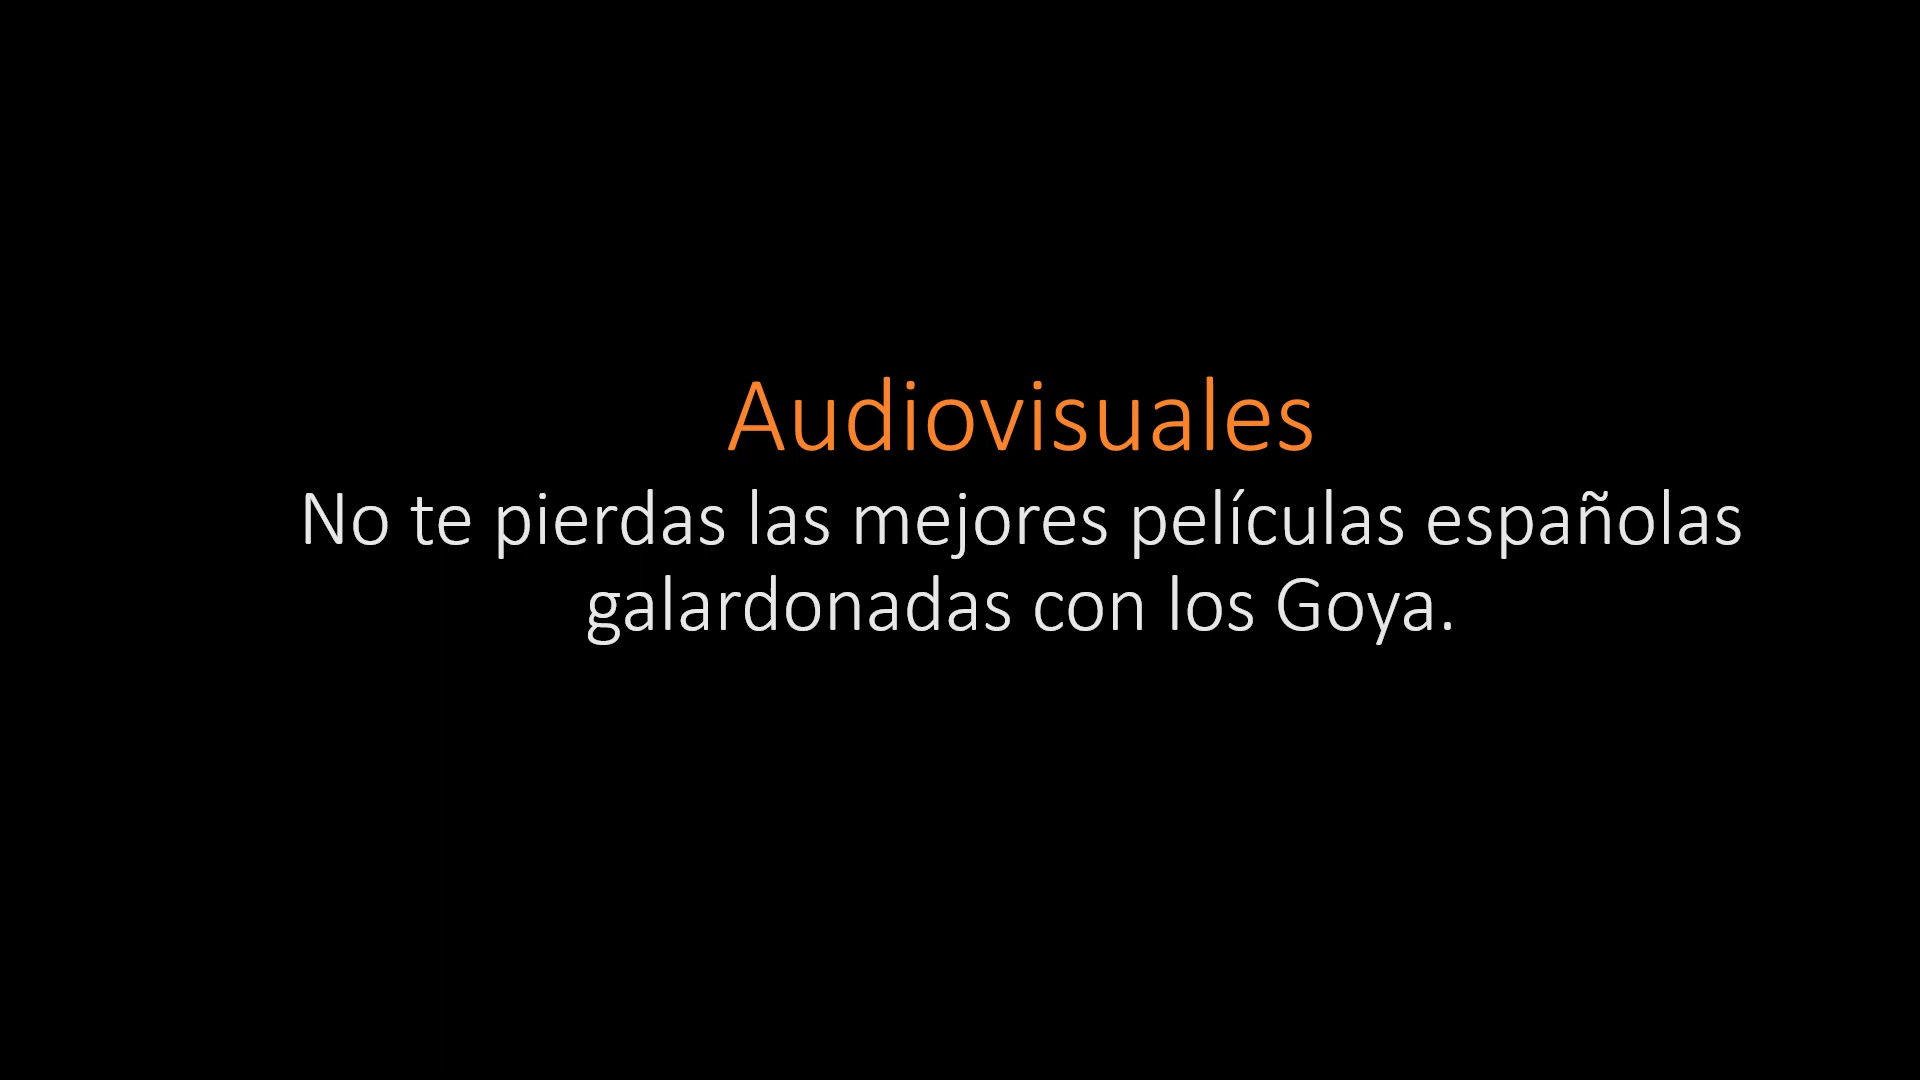 Audiovisuales
No te pierdas las mejores películas españolas
galardonadas con los Goya.